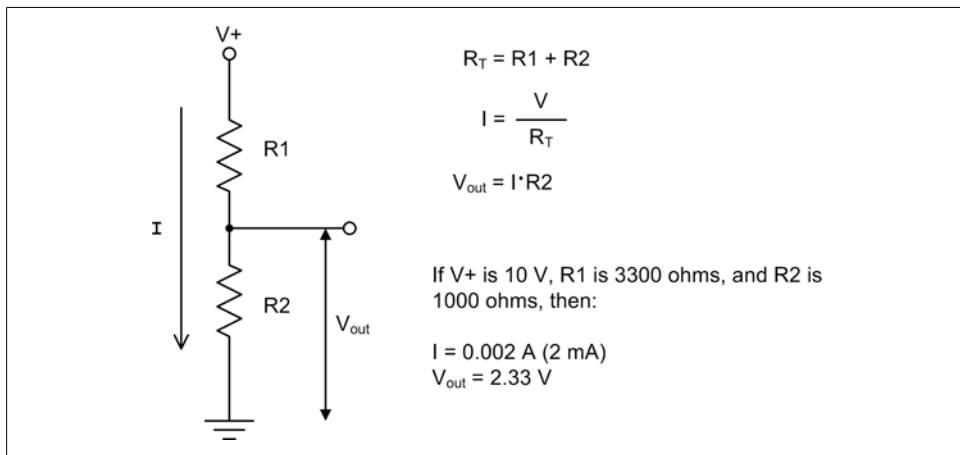 V+
R1
I
R2
Vout
RT = R1 + R2
I = V
RT
Vout = I·R2
If V+ is 10 V, R1 is 3300 ohms, and R2 is
1000 ohms, then:
I = 0.002 A (2 mA)
Vout = 2.33 V